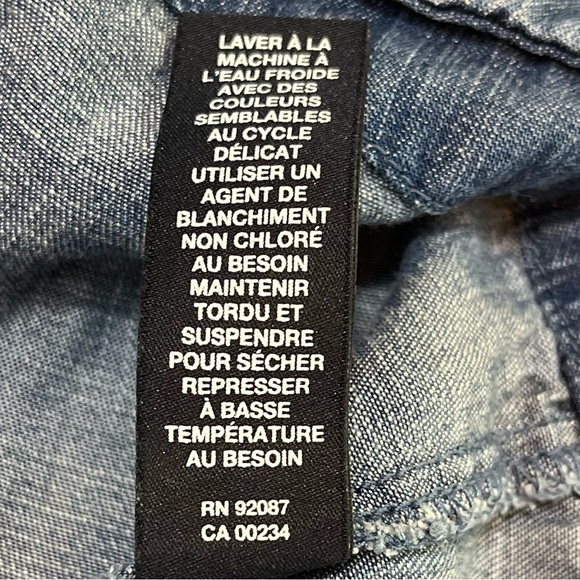 LAVER À LA
MACHINE À
L'EAU FROIDE
AVEC DES
COULEURS
SEMBLABLES
AU CYCLE
DÉLICAT
UTILISER UN
AGENT DE
BLANCHIMENT
NON CHLORÉ
AU BESOIN
MAINTENIR
TORDU ET
SUSPENDRE
POUR SÉCHER
REPRESSER
À BASSE
TEMPÉRATURE
AU BESOIN
RN 92087
CA 00234